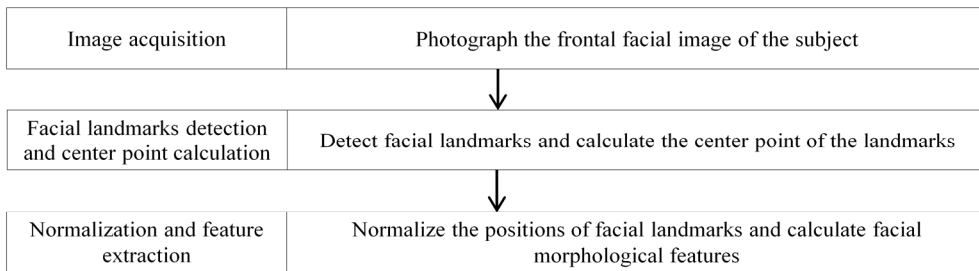 Image acquisition
Photograph the frontal facial image of the subject
Facial landmarks detection
and center point calculation
Detect facial landmarks and calculate the center point of the landmarks
Normalization and feature
extraction
Normalize the positions of facial landmarks and calculate facial
morphological features